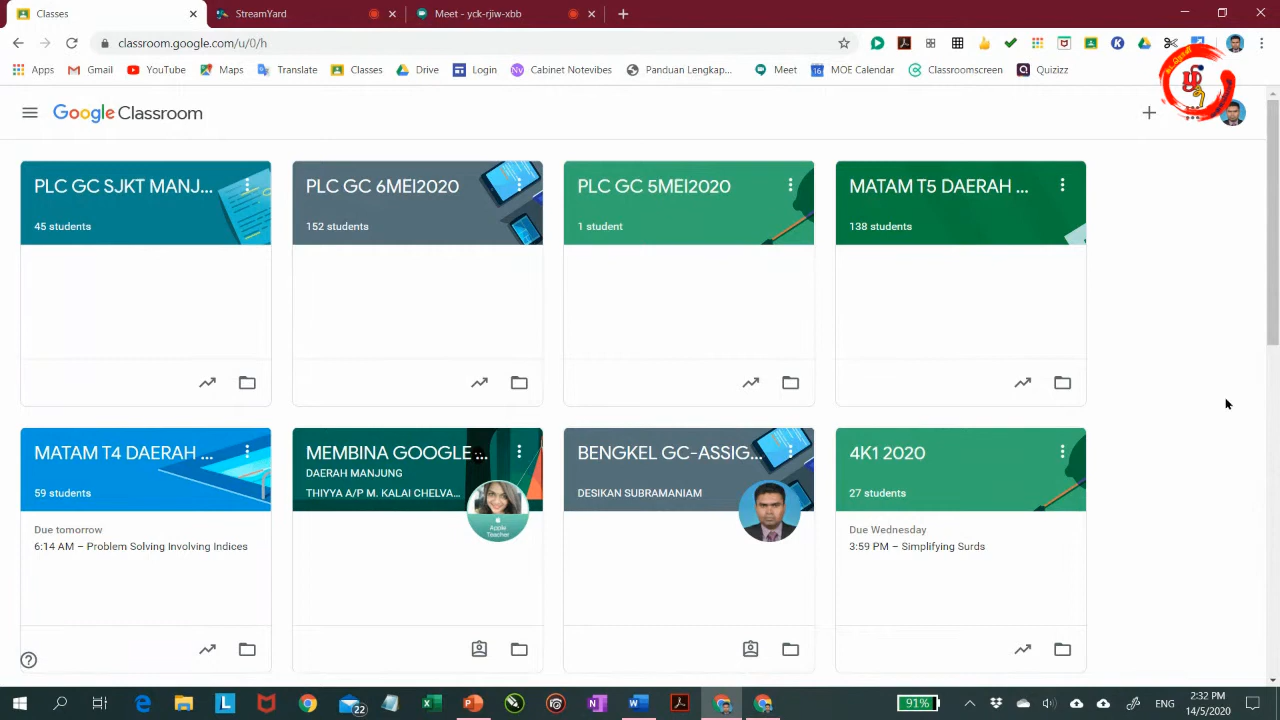 Classes
StreamYard
Meet - yck-rjiw-xbb
classroom.google.com/u/0/h
Apps
Gmail
YouTube
Maps
Translate
Classes
Drive
Login
Cabinet Notevibes
Panduan Lengkap...
Meet
16
MOE Calendar
Classroomscreen
Quizizz
Google Classroom
PLC GC SJKT MANJ...
45 students
PLC GC 6MEI2020
152 students
PLC GC 5MEI2020
1 student
MATAM T5 DAERAH ...
138 students
MATAM T4 DAERAH ...
59 students
Due tomorrow
6:14 AM – Problem Solving Involving Indices
MEMBINA GOOGLE ...
DAERAH MANJUNG
THIYYA A/P M. KALAI CHELVA...
Apple
Teacher
BENGKEL GC-ASSIG...
DESIKAN SUBRAMANIAM
4K1 2020
27 students
Due Wednesday
3:59 PM – Simplifying Surds
22
91%
ENG
2:32 PM
14/5/2020